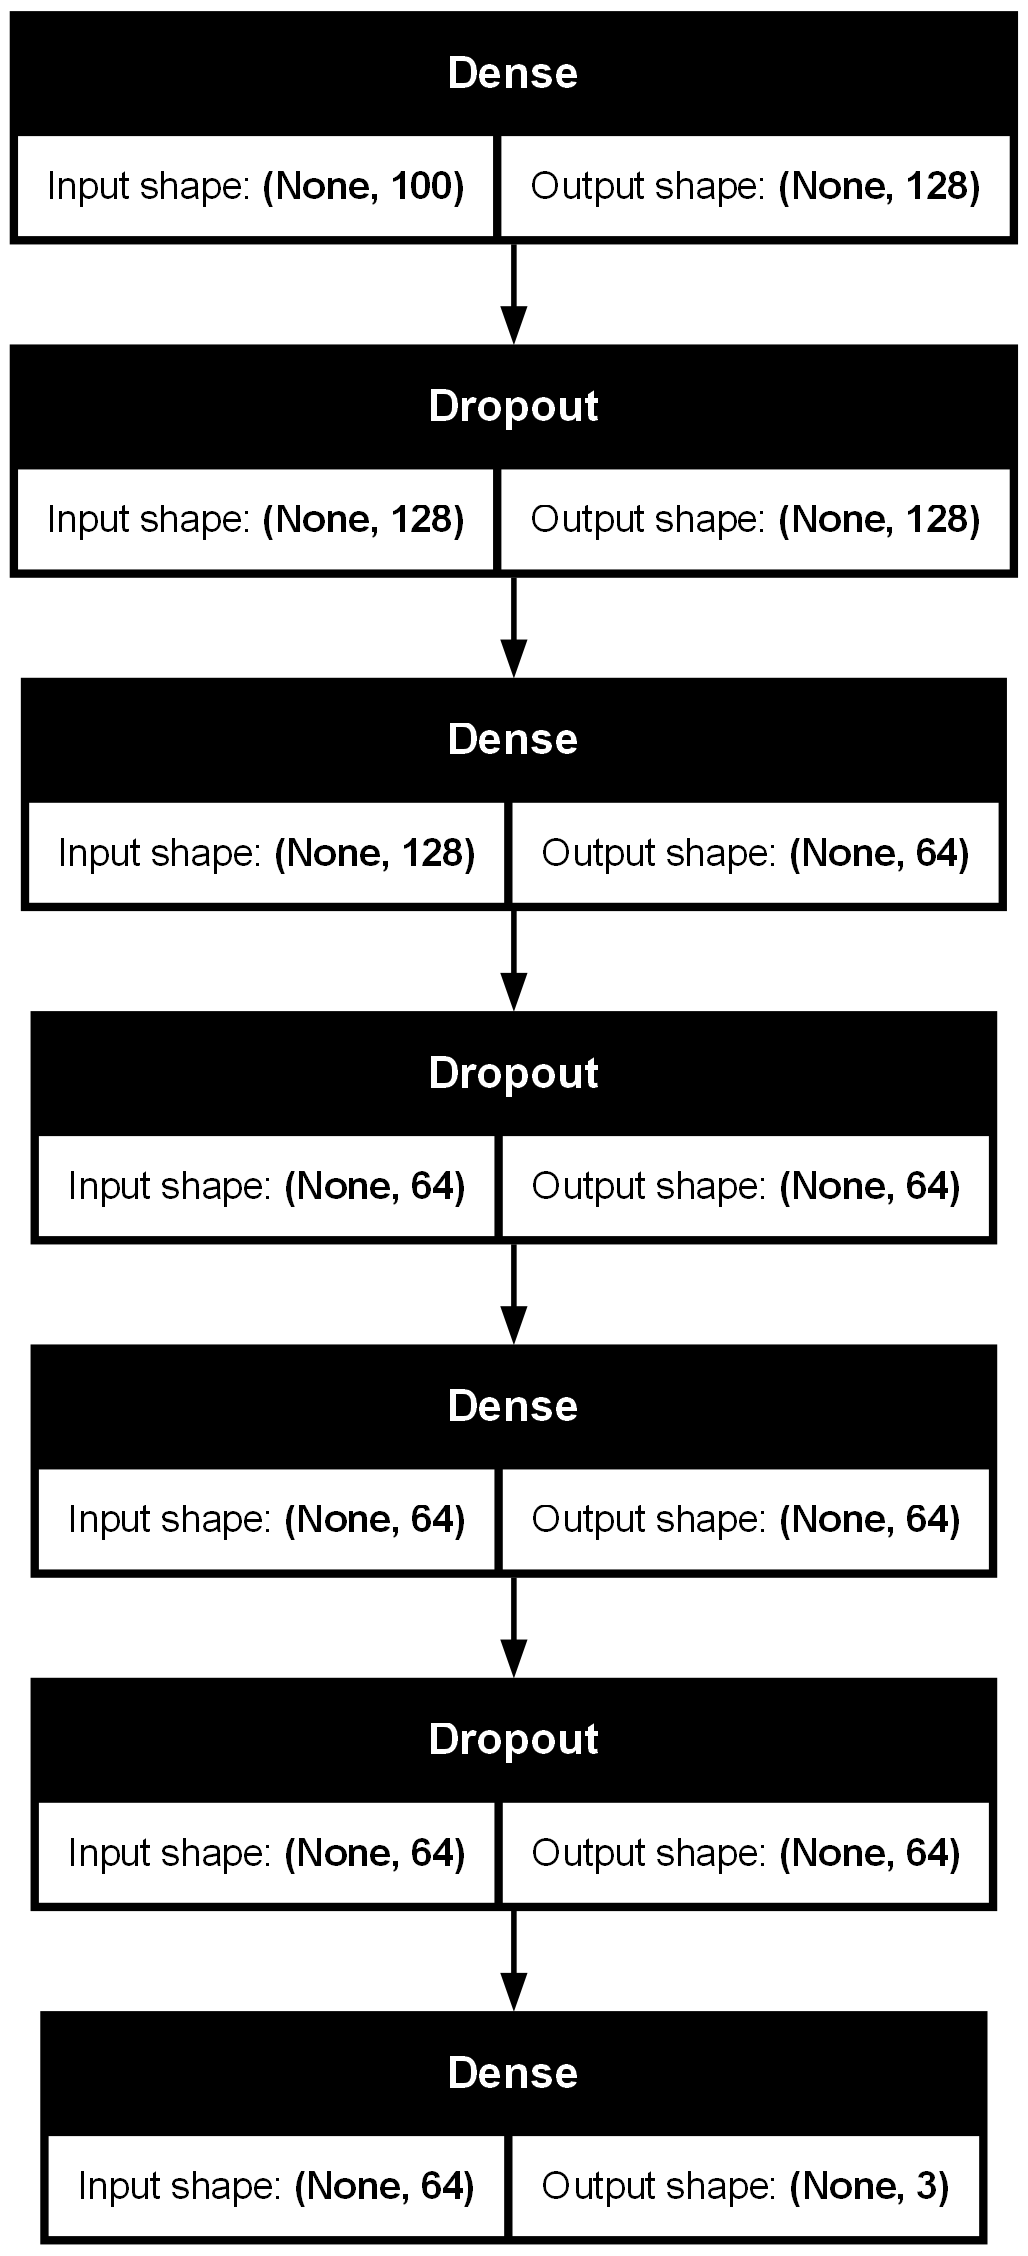 Dense
Input shape: (None, 100) Output shape: (None, 128)
Dropout
Input shape: (None, 128) Output shape: (None, 128)
Dense
Input shape: (None, 128) Output shape: (None, 64)
Dropout
Input shape: (None, 64) Output shape: (None, 64)
Dense
Input shape: (None, 64) Output shape: (None, 64)
Dropout
Input shape: (None, 64) Output shape: (None, 64)
Dense
Input shape: (None, 64) Output shape: (None, 3)